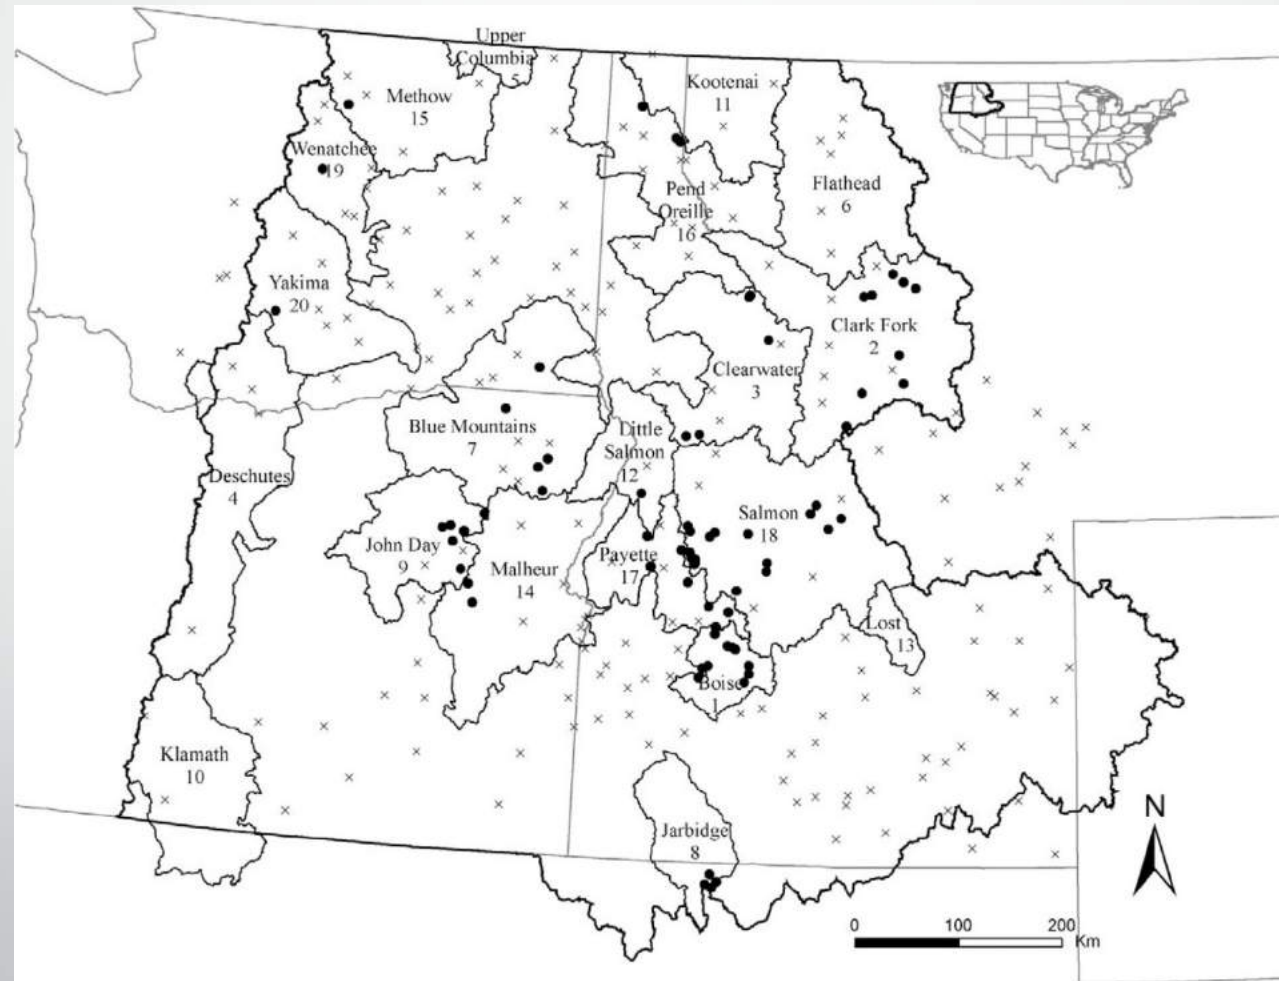 Upper
Columbia
5
Kootenai
11
Methow
15
Wenatchee
19
Flathead
6
Pend
Oreille
16
Yakima
20
Clark Fork
2
Clearwater
3
Blue Mountains
7
Little
Salmon
12
Deschutes
4
Salmon
18
John Day
9
Payette
17
Malheur
14
Lost
13
Boise
1
Klamath
10
Jarbidge
8
N
0 100 200
Km